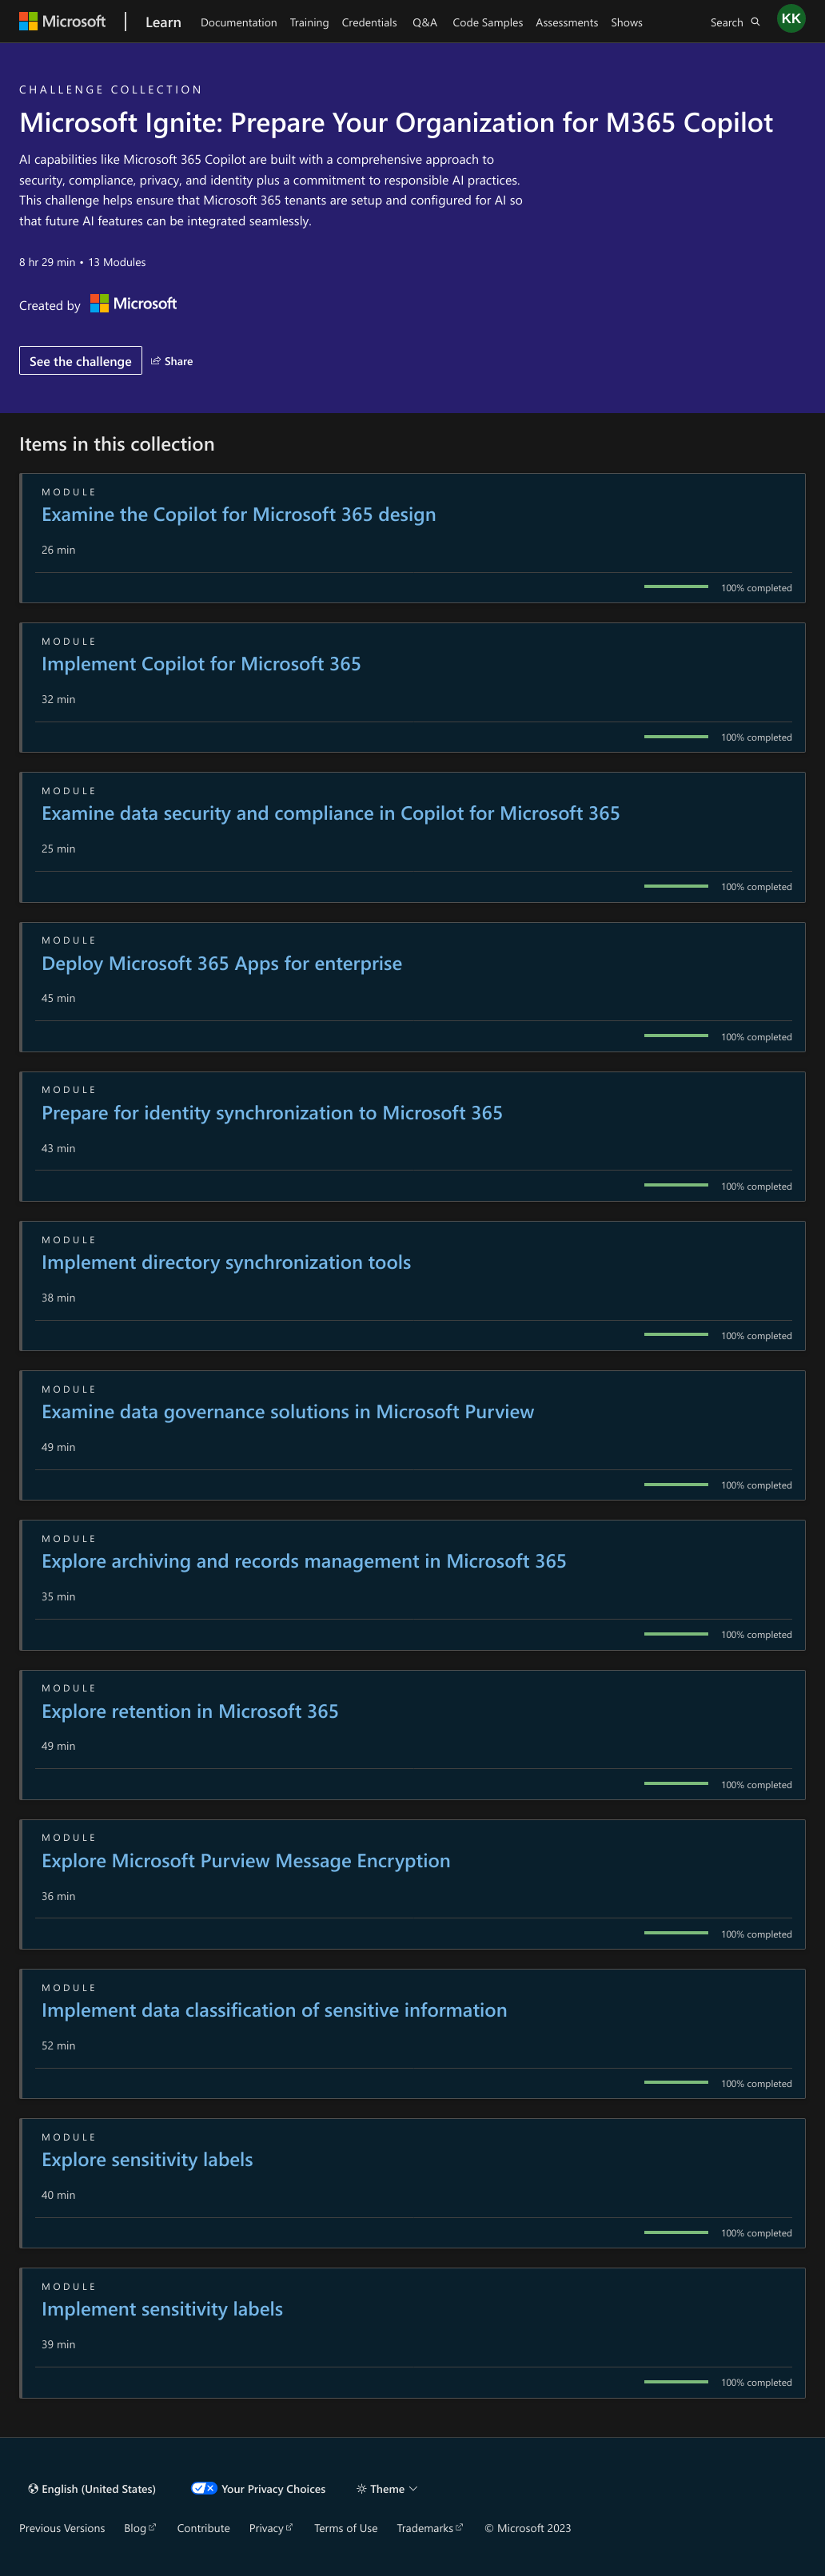 Microsoft
Learn
Documentation Training Credentials Q&A Code Samples Assessments Shows
Search
KK
CHALLENGE COLLECTION
Microsoft Ignite: Prepare Your Organization for M365 Copilot
AI capabilities like Microsoft 365 Copilot are built with a comprehensive approach to
security, compliance, privacy, and identity plus a commitment to responsible AI practices.
This challenge helps ensure that Microsoft 365 tenants are setup and configured for AI so
that future AI features can be integrated seamlessly.
8 hr 29 min • 13 Modules
Created by Microsoft
See the challenge Share
Items in this collection
MODULE
Examine the Copilot for Microsoft 365 design
26 min
100% completed
MODULE
Implement Copilot for Microsoft 365
32 min
100% completed
MODULE
Examine data security and compliance in Copilot for Microsoft 365
25 min
100% completed
MODULE
Deploy Microsoft 365 Apps for enterprise
45 min
100% completed
MODULE
Prepare for identity synchronization to Microsoft 365
43 min
100% completed
MODULE
Implement directory synchronization tools
38 min
100% completed
MODULE
Examine data governance solutions in Microsoft Purview
49 min
100% completed
MODULE
Explore archiving and records management in Microsoft 365
35 min
100% completed
MODULE
Explore retention in Microsoft 365
49 min
100% completed
MODULE
Explore Microsoft Purview Message Encryption
36 min
100% completed
MODULE
Implement data classification of sensitive information
52 min
100% completed
MODULE
Explore sensitivity labels
40 min
100% completed
MODULE
Implement sensitivity labels
39 min
100% completed
English (United States) Your Privacy Choices Theme
Previous Versions Blog Contribute Privacy Terms of Use Trademarks © Microsoft 2023